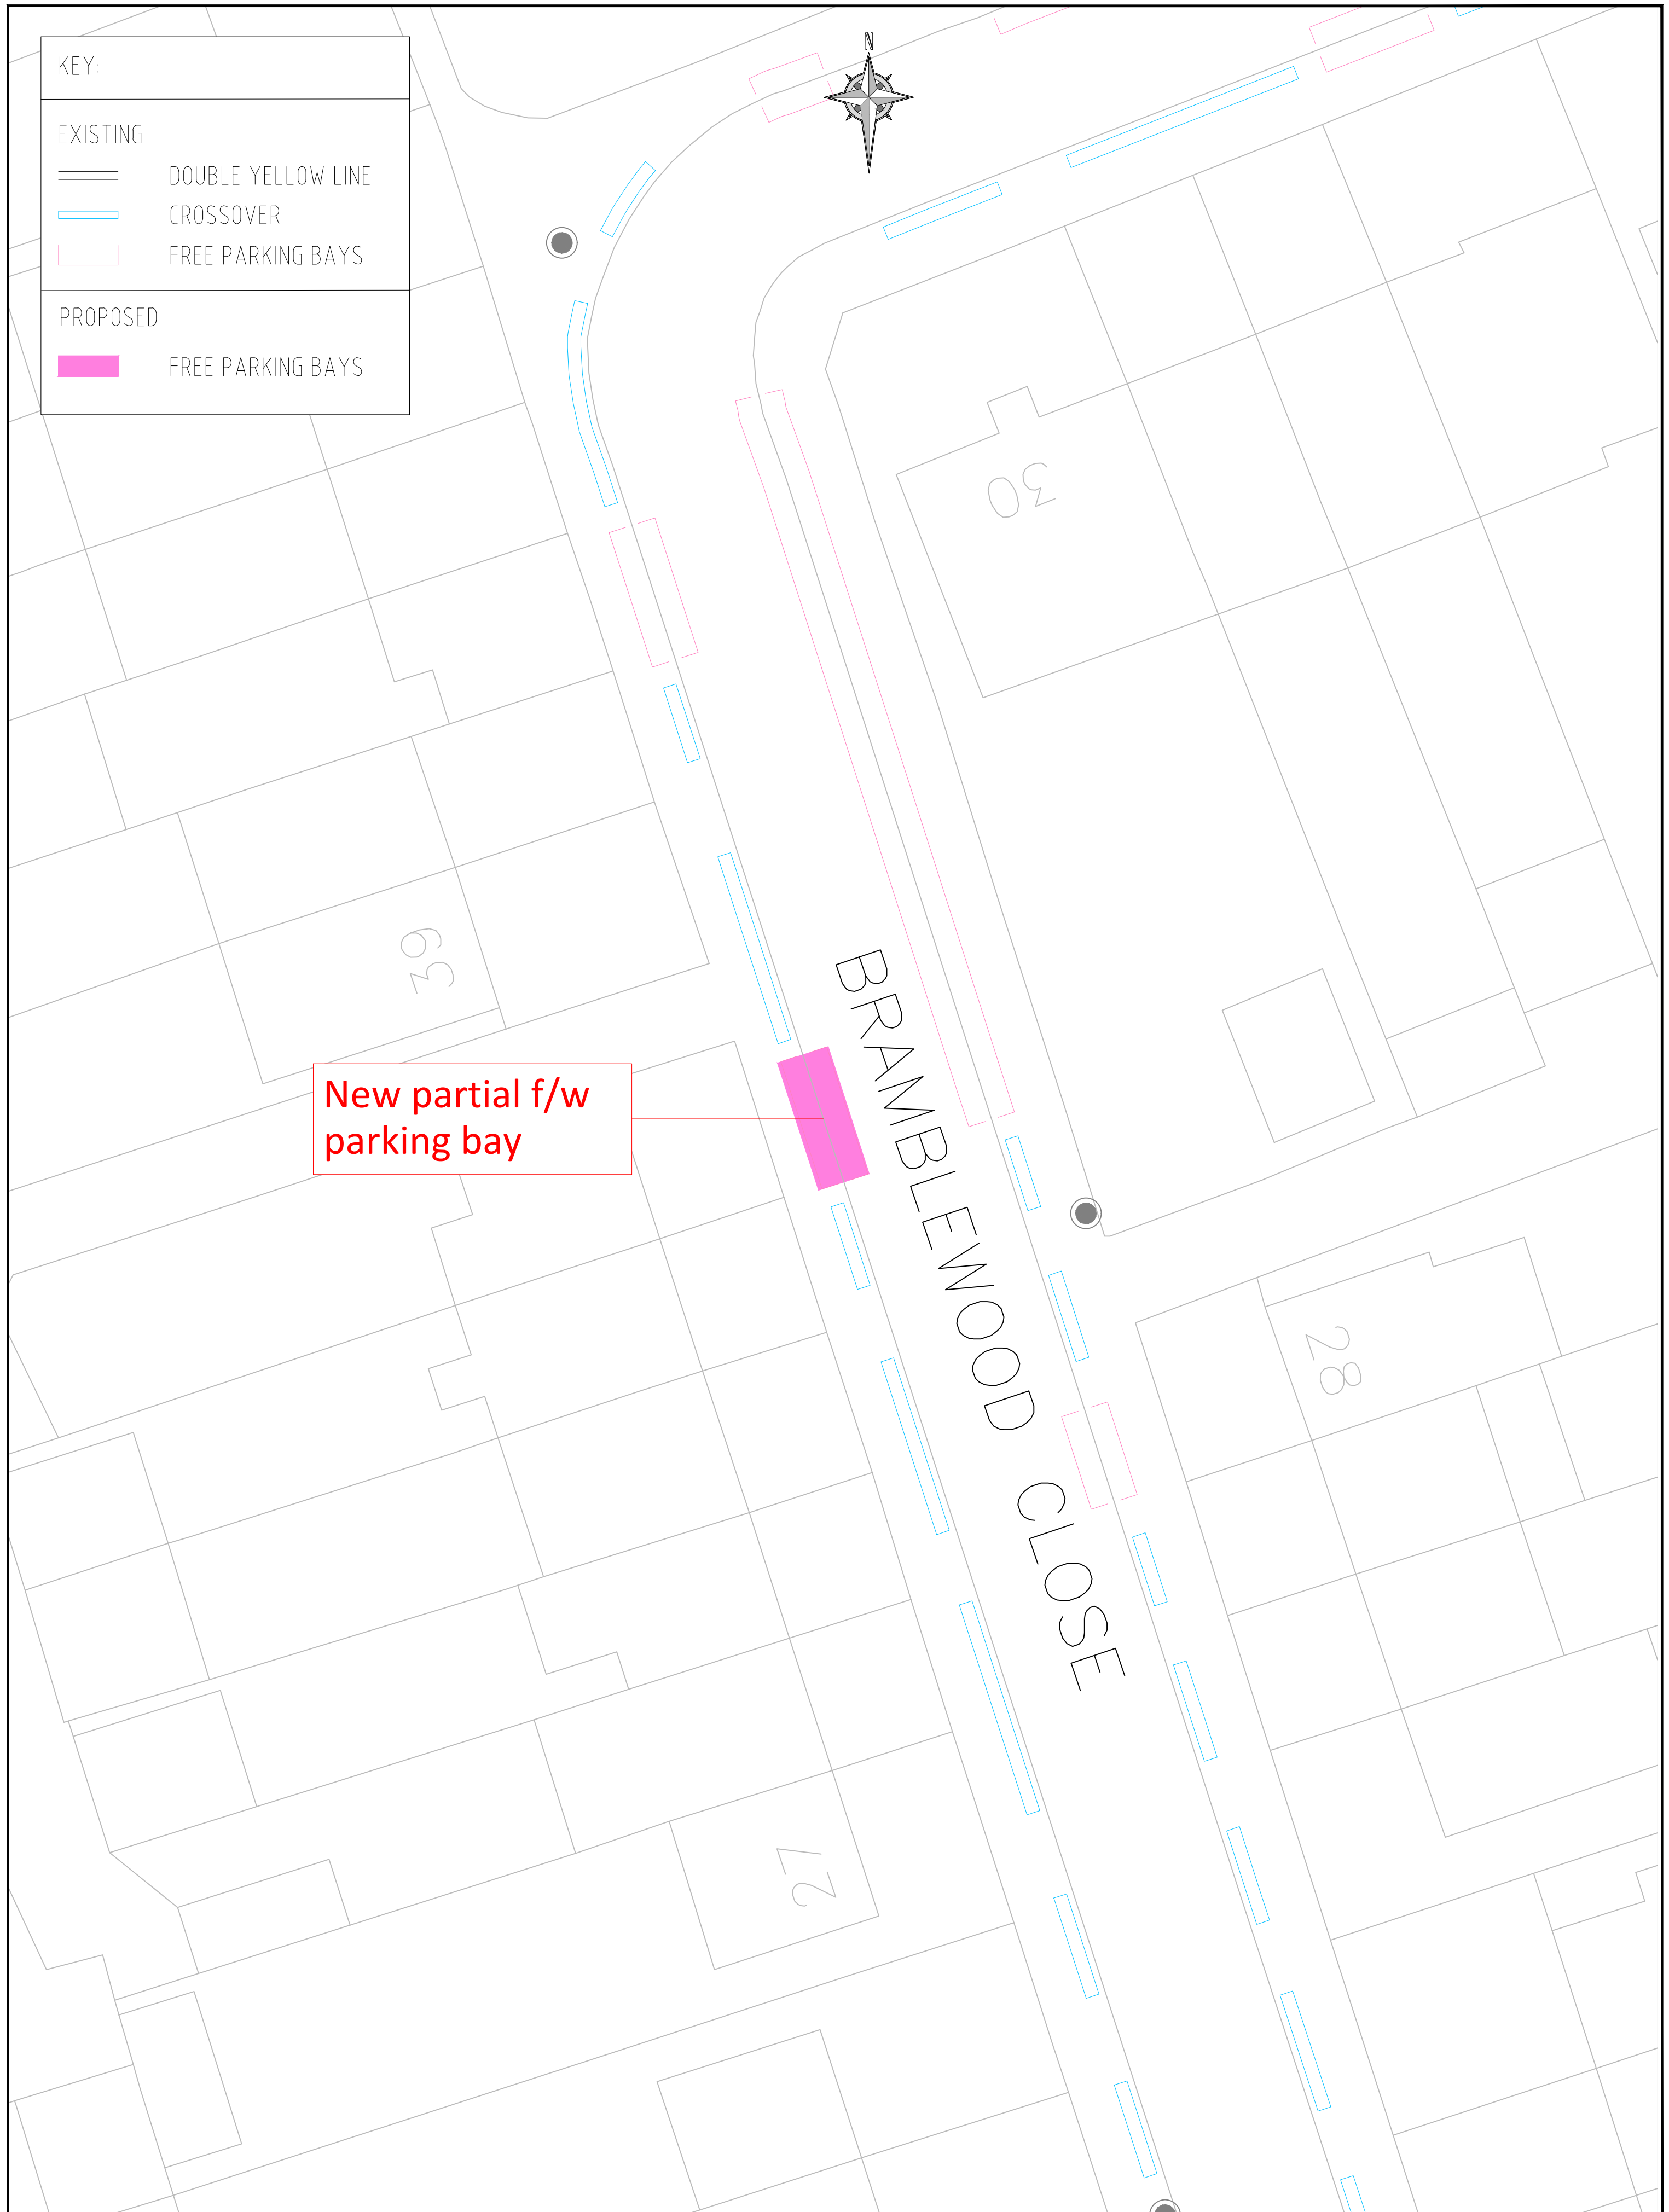 N
KEY:
EXISTING
DOUBLE YELLOW LINE
CROSSOVER
FREE PARKING BAYS
PROPOSED
FREE PARKING BAYS
30
39
New partial f/w
parking bay
BRAMBLEWOOD CLOSE
28
27